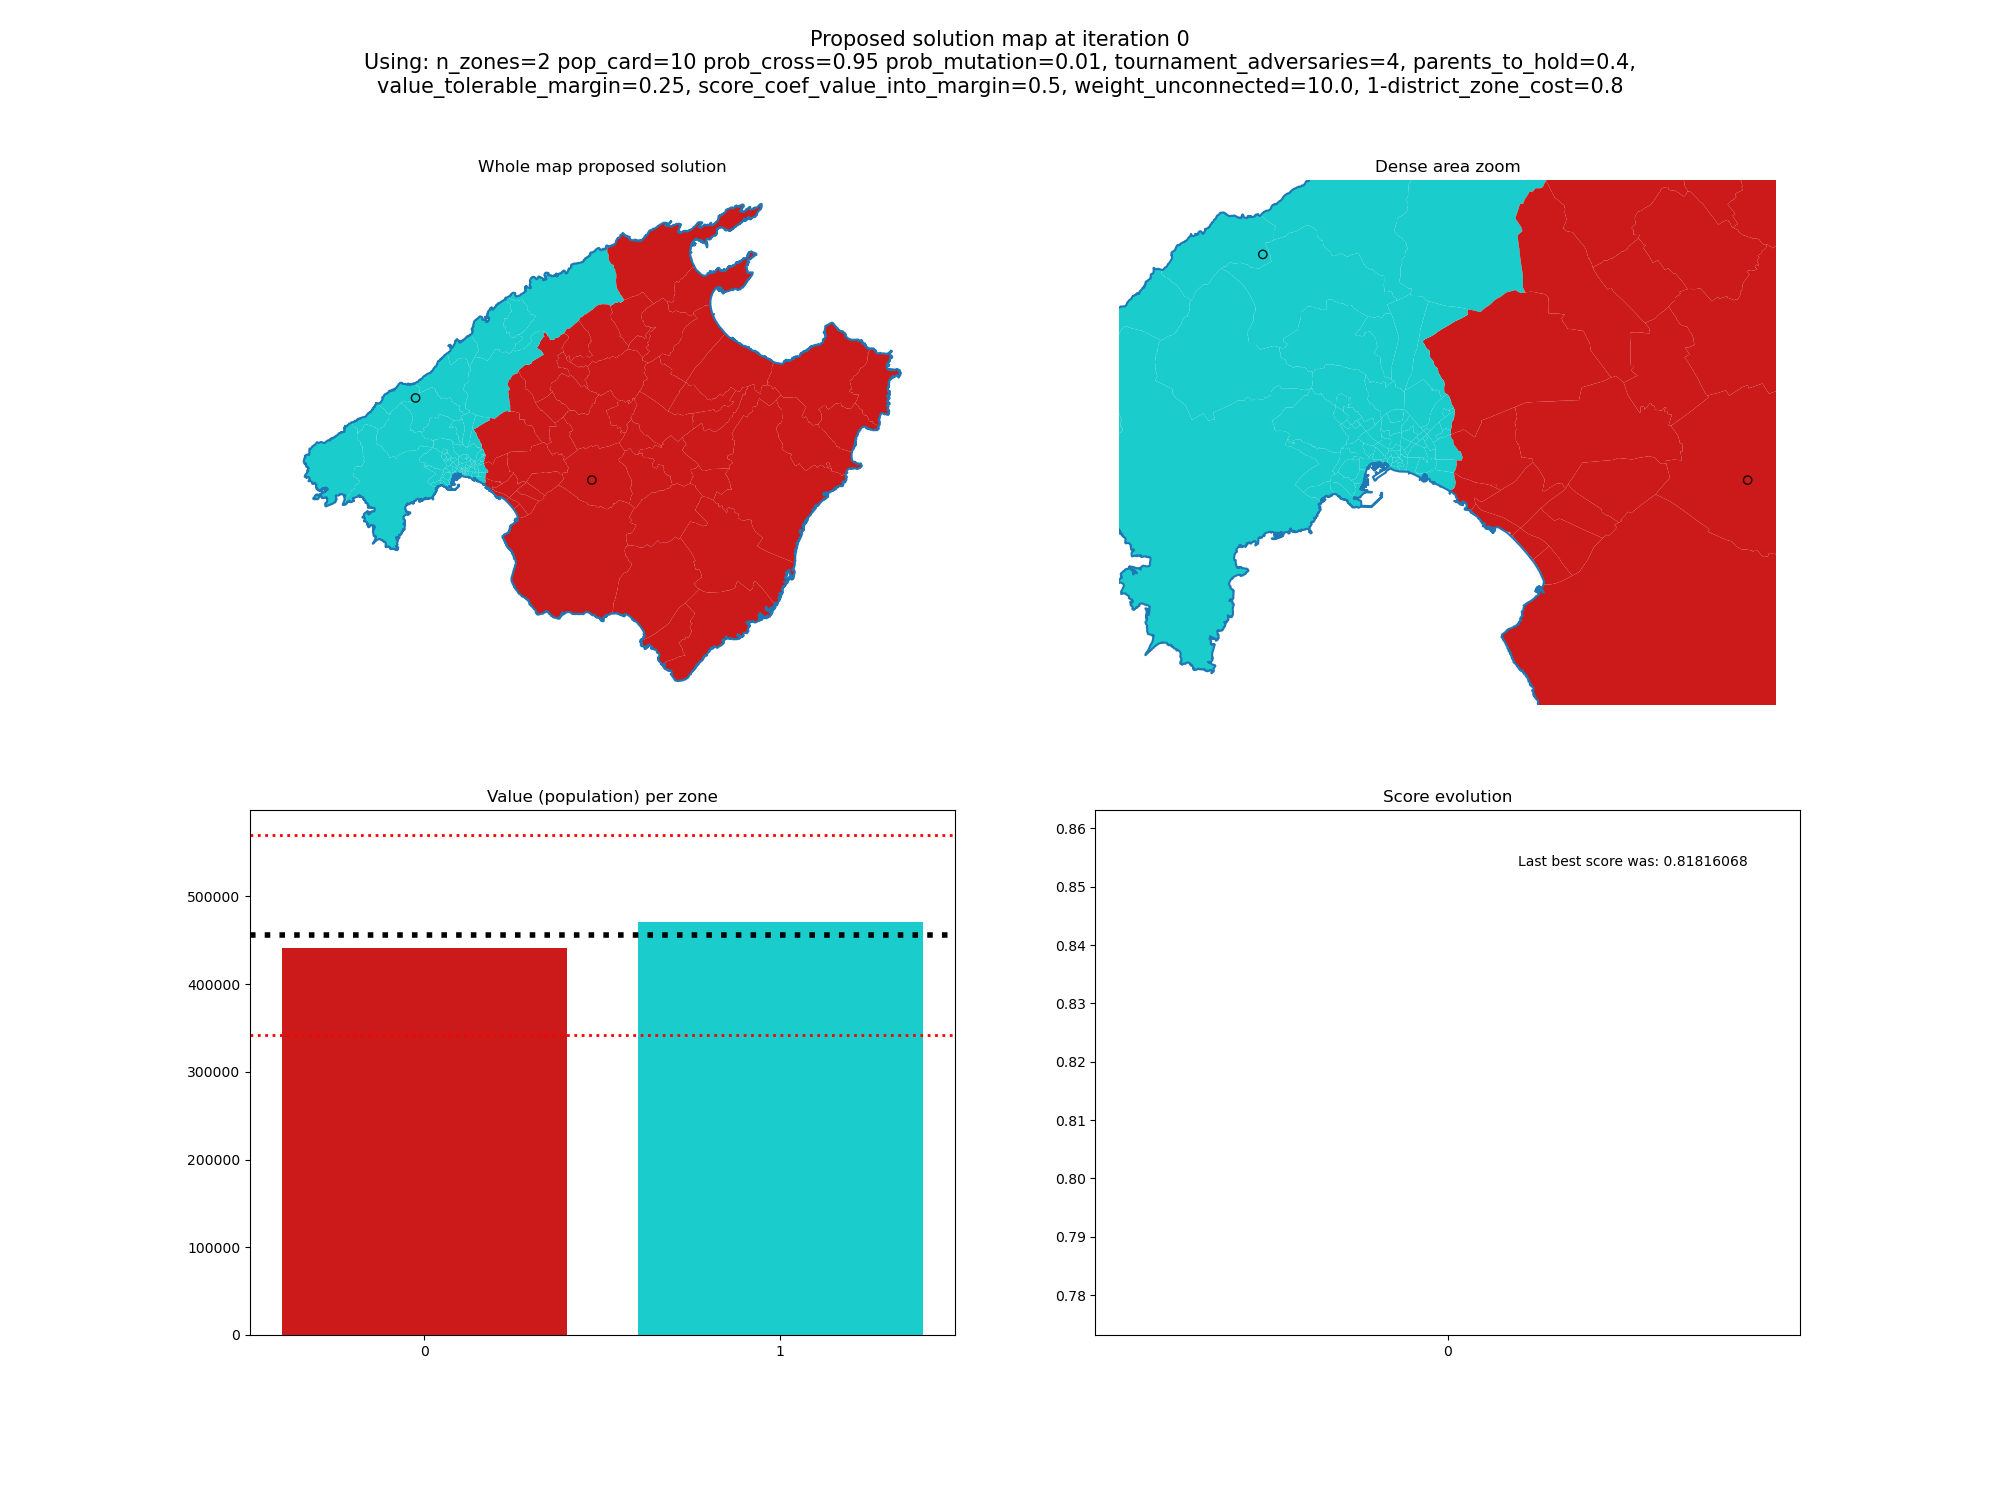 Proposed solution map at iteration 0
Using: n_zones=2 pop_card=10 prob_cross=0.95 prob_mutation=0.01, tournament_adversaries=4, parents_to_hold=0.4,
value_tolerable_margin=0.25, score_coef_value_into_margin=0.5, weight_unconnected=10.0, 1-district_zone_cost=0.8
Whole map proposed solution
Dense area zoom
Value (population) per zone
500000
400000
300000
200000
100000
0
0 1
Score evolution
0.86
Last best score was: 0.81816068
0.85
0.84
0.83
0.82
0.81
0.80
0.79
0.78
0